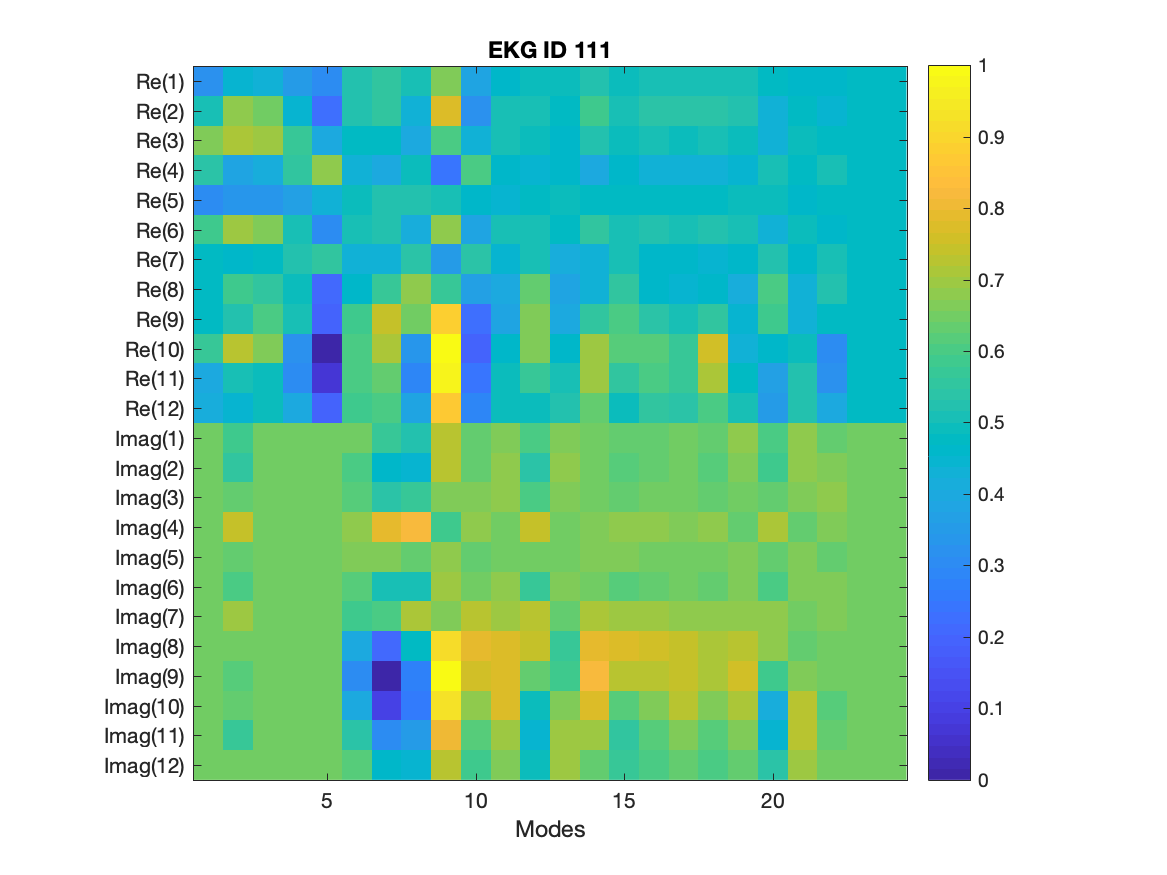 EKG ID 111
Re(1)
Re(2)
Re(3)
Re(4)
Re(5)
Re(6)
Re(7)
Re(8)
Re(9)
Re(10)
Re(11)
Re(12)
Imag(1)
Imag(2)
Imag(3)
Imag(4)
Imag(5)
Imag(6)
Imag(7)
Imag(8)
Imag(9)
Imag(10)
Imag(11)
Imag(12)
5 10 15 20
Modes
1
0.9
0.8
0.7
0.6
0.5
0.4
0.3
0.2
0.1
0